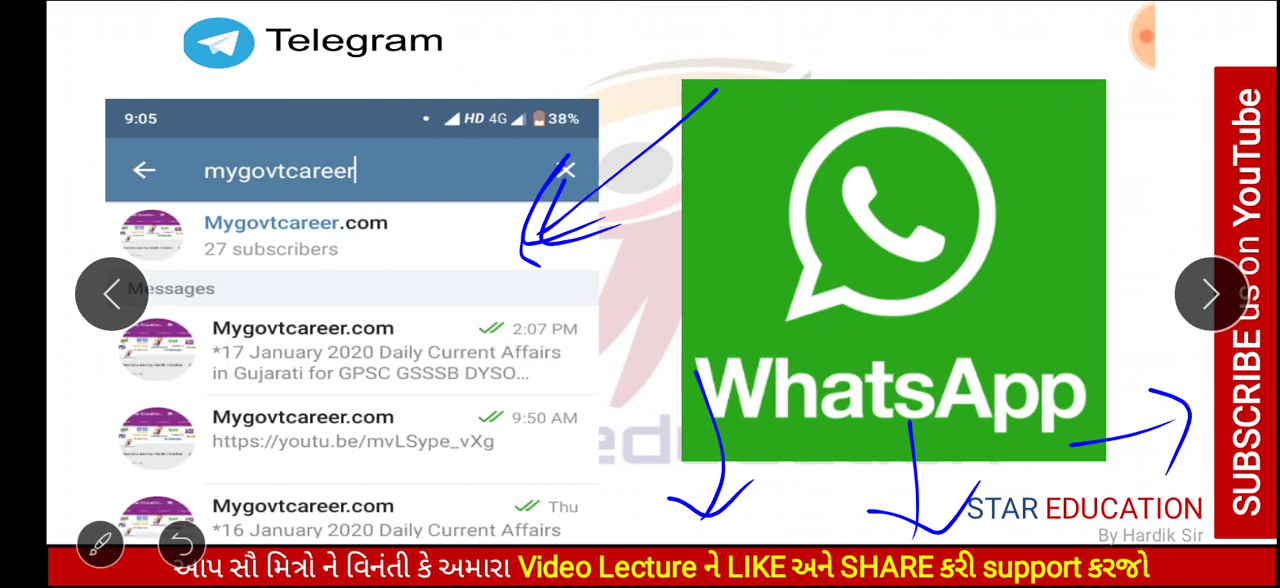 Telegram
9:05
HD 4G 38%
mygovtcareer
Mygovtcareer.com
27 subscribers
Messages
Mygovtcareer.com 2:07 PM
*17 January 2020 Daily Current Affairs
in Gujarati for GPSC GSSSB DYSO...
Mygovtcareer.com 9:50 AM
https://youtu.be/mvLSype_vXg
Mygovtcareer.com Thu
*16 January 2020 Daily Current Affairs
WhatsApp
STAR EDUCATION
By Hardik Sir
SUBSCRIBE us on YouTube
આપ સૌ મિત્રો ને વિનંતી કે અમારા Video Lecture ને LIKE અને SHARE કરી support કરજો